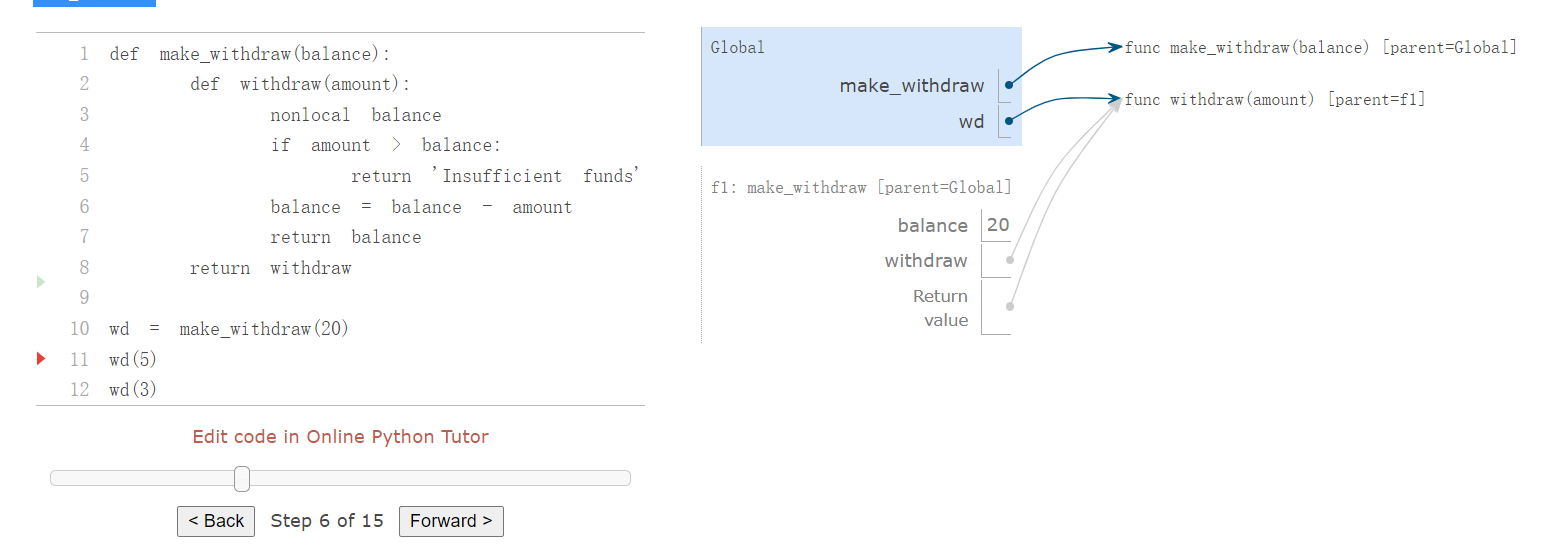 1 def make_withdraw(balance):
2 def withdraw(amount):
3 nonlocal balance
4 if amount > balance:
5 return 'Insufficient funds'
6 balance = balance - amount
7 return balance
8 return withdraw
9
10 wd = make_withdraw(20)
11 wd(5)
12 wd(3)
Edit code in Online Python Tutor
< Back Step 6 of 15 Forward >
Global
make_withdraw
wd
f1: make_withdraw [parent=Global]
balance 20
withdraw
Return
value
func make_withdraw(balance) [parent=Global]
func withdraw(amount) [parent=f1]